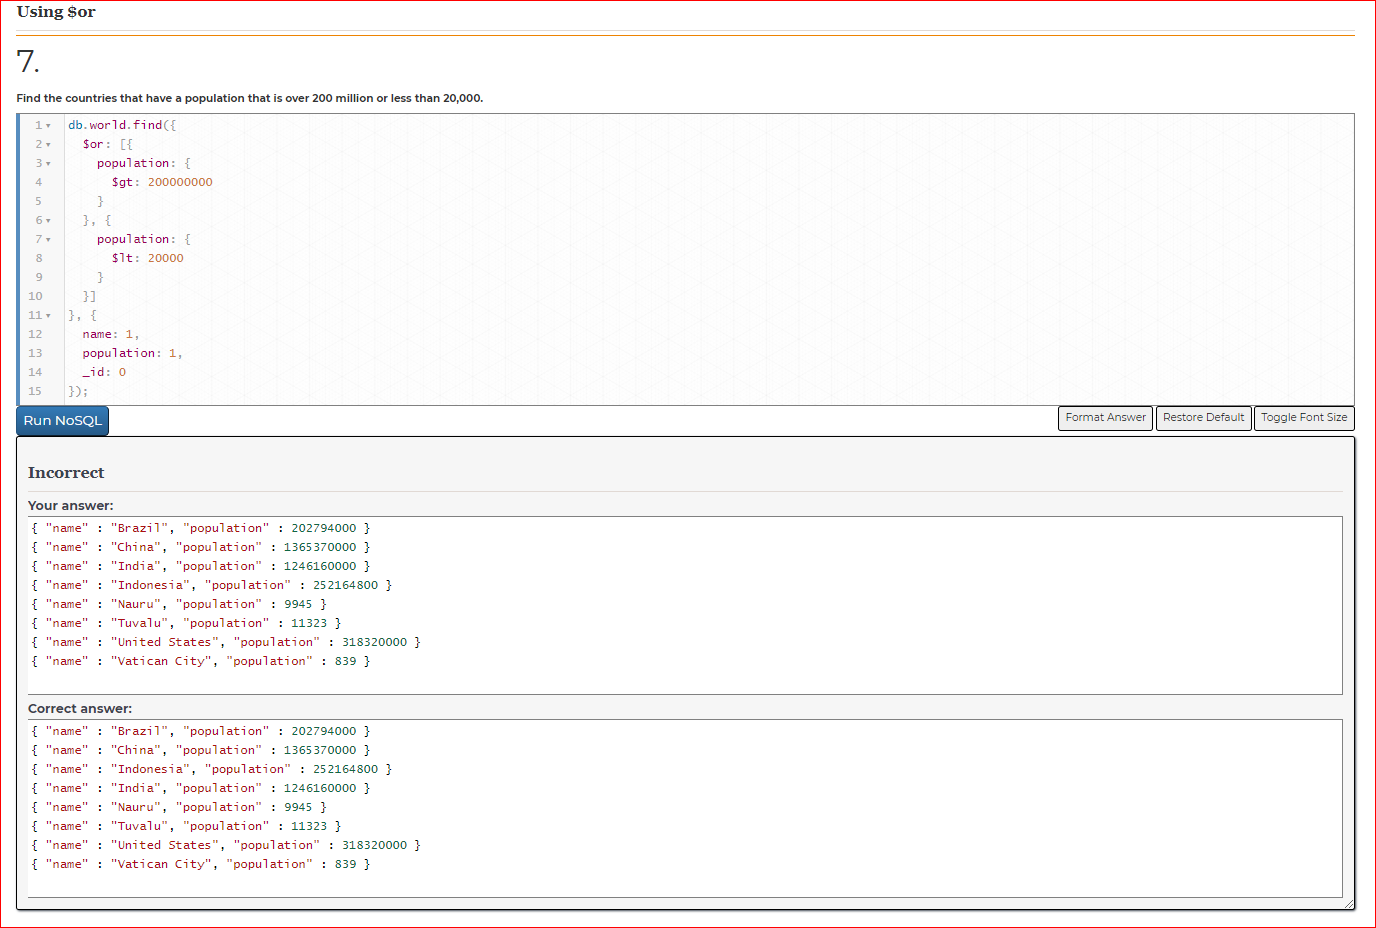 Using $or
7.
Find the countries that have a population that is over 200 million or less than 20,000.
1 db.world.find({
2 $or: [{
3 population: {
4 $gt: 200000000
5 }
6 }, {
7 population: {
8 $lt: 20000
9 }
10 }]
11 }, {
12 name: 1,
13 population: 1,
14 _id: 0
15 });
Run NoSQL Format Answer Restore Default Toggle Font Size
Incorrect
Your answer:
{ "name" : "Brazil", "population" : 202794000 }
{ "name" : "China", "population" : 1365370000 }
{ "name" : "India", "population" : 1246160000 }
{ "name" : "Indonesia", "population" : 252164800 }
{ "name" : "Nauru", "population" : 9945 }
{ "name" : "Tuvalu", "population" : 11323 }
{ "name" : "United States", "population" : 318320000 }
{ "name" : "Vatican City", "population" : 839 }
Correct answer:
{ "name" : "Brazil", "population" : 202794000 }
{ "name" : "China", "population" : 1365370000 }
{ "name" : "Indonesia", "population" : 252164800 }
{ "name" : "India", "population" : 1246160000 }
{ "name" : "Nauru", "population" : 9945 }
{ "name" : "Tuvalu", "population" : 11323 }
{ "name" : "United States", "population" : 318320000 }
{ "name" : "Vatican City", "population" : 839 }